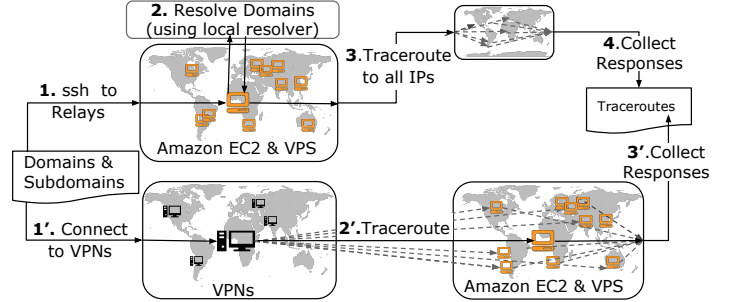 2. Resolve Domains
(using local resolver)
3.Traceroute
to all IPs
4.Collect
Responses
1. ssh to
Relays
Traceroutes
Amazon EC2 & VPS
Domains &
Subdomains
3′.Collect
Responses
1′. Connect
to VPNs
2′.Traceroute
VPNs
Amazon EC2 & VPS